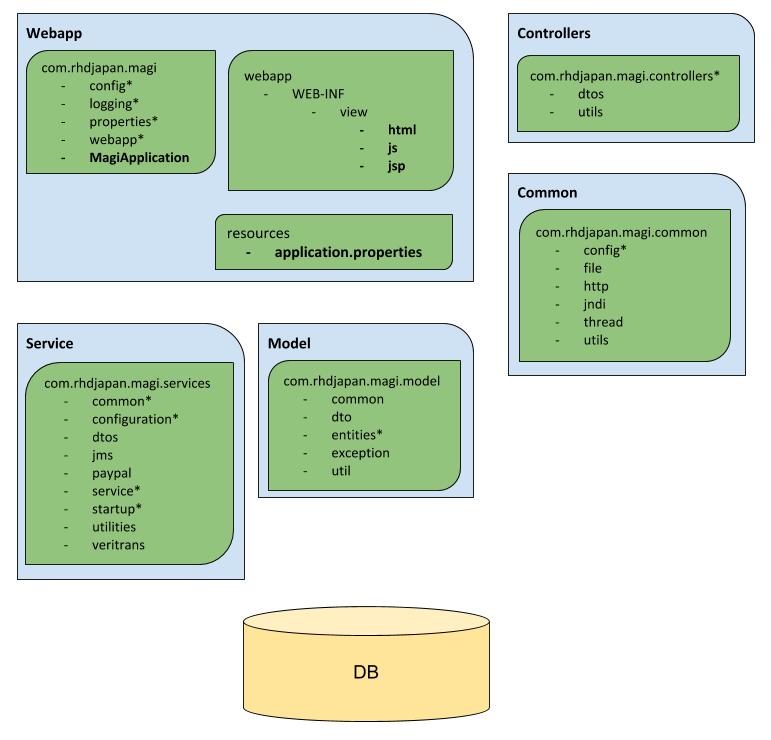 Webapp
com.rhdjapan.magi
- config*
- logging*
- properties*
- webapp*
- MagiApplication
webapp
- WEB-INF
- view
- html
- js
- jsp
resources
- application.properties
Controllers
com.rhdjapan.magi.controllers*
- dtos
- utils
Common
com.rhdjapan.magi.common
- config*
- file
- http
- jndi
- thread
- utils
Service
com.rhdjapan.magi.services
- common*
- configuration*
- dtos
- jms
- paypal
- service*
- startup*
- utilities
- veritrans
Model
com.rhdjapan.magi.model
- common
- dto
- entities*
- exception
- util
DB